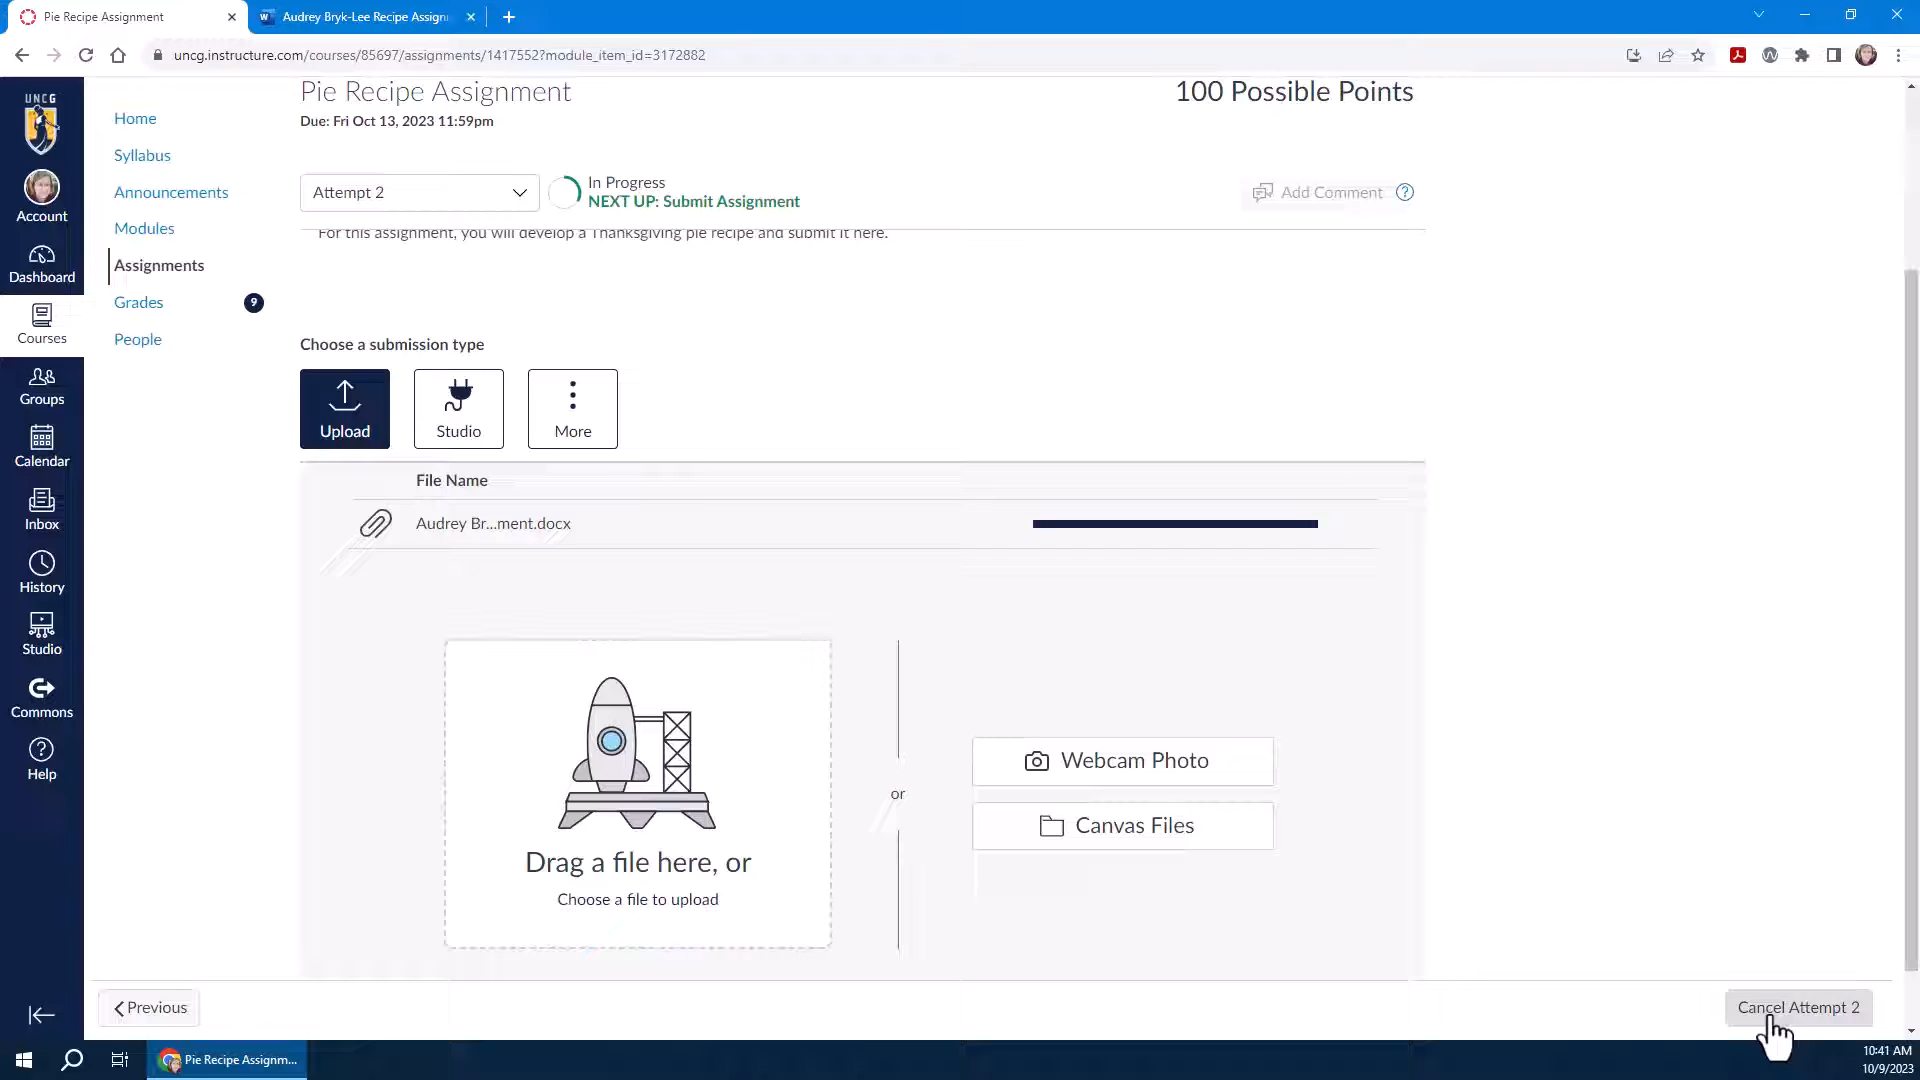 Pie Recipe Assignment
Audrey Bryk-Lee Recipe Assign
uncg.instructure.com/courses/85697/assignments/1417552?module_item_id=3172882
UNCG
Account
Dashboard
Courses
Groups
Calendar
Inbox
History
Studio
Commons
Help
Home
Syllabus
Announcements
Modules
Assignments
Grades
9
People
Pie Recipe Assignment
100 Possible Points
Due: Fri Oct 13, 2023 11:59pm
Attempt 2
In Progress
NEXT UP: Submit Assignment
Add Comment
For this assignment, you will develop a Thanksgiving pie recipe and submit it here.
Choose a submission type
Upload
Studio
More
File Name
Audrey Br...ment.docx
Drag a file here, or
Choose a file to upload
or
Webcam Photo
Canvas Files
Previous
Cancel Attempt 2
Pie Recipe Assignm...
10:41 AM
10/9/2023